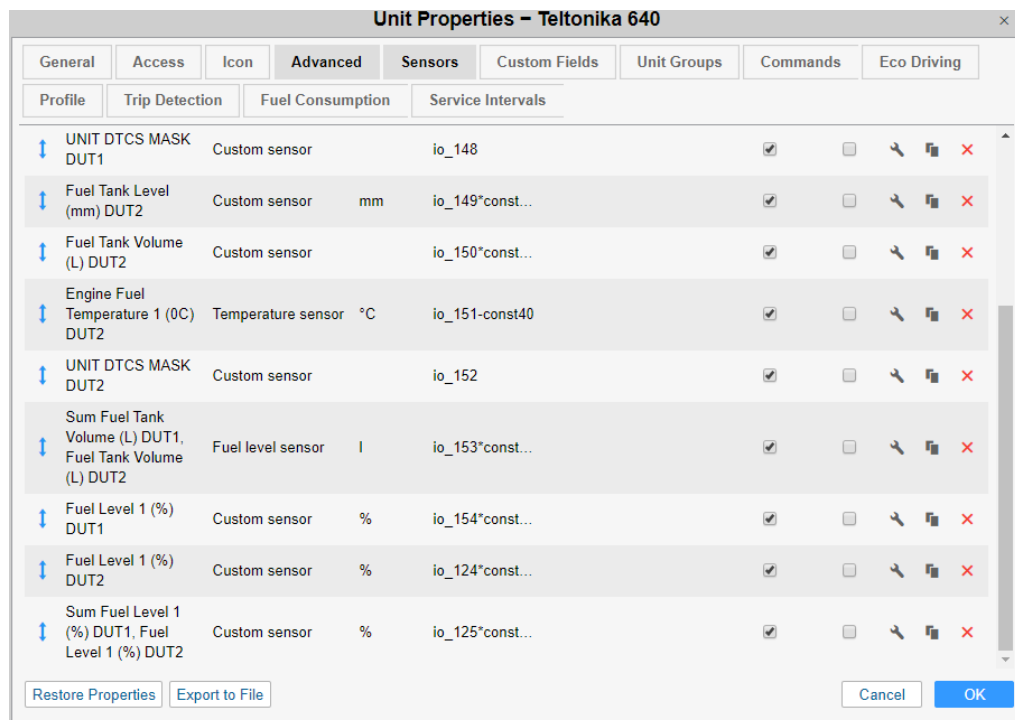 Unit Properties – Teltonika 640 ×
General Access Icon Advanced Sensors Custom Fields Unit Groups Commands Eco Driving
Profile Trip Detection Fuel Consumption Service Intervals
UNIT DTCS MASK
DUT1
Custom sensor io_148
Fuel Tank Level
(mm) DUT2
Custom sensor mm io_149*const...
Fuel Tank Volume
(L) DUT2
Custom sensor io_150*const...
Engine Fuel
Temperature 1 (0C)
DUT2
Temperature sensor °C io_151-const40
UNIT DTCS MASK
DUT2
Custom sensor io_152
Sum Fuel Tank
Volume (L) DUT1,
Fuel Tank Volume
(L) DUT2
Fuel level sensor l io_153*const...
Fuel Level 1 (%)
DUT1
Custom sensor % io_154*const...
Fuel Level 1 (%)
DUT2
Custom sensor % io_124*const...
Sum Fuel Level 1
(%) DUT1, Fuel
Level 1 (%) DUT2
Custom sensor % io_125*const...
Restore Properties Export to File Cancel OK